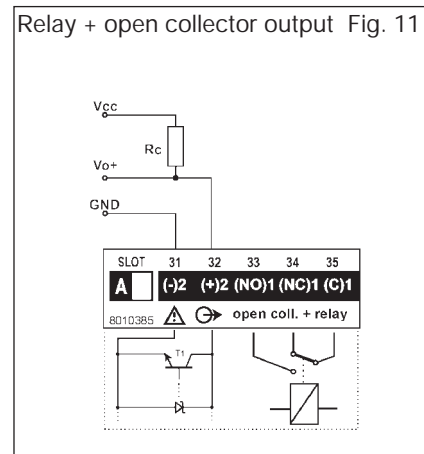 Relay + open collector output Fig. 11
Vcc
Rc
Vo+
GND
SLOT 31 32 33 34 35
A (-)2 (+)2 (NO)1 (NC)1 (C)1
8010385 open coll. + relay
T1